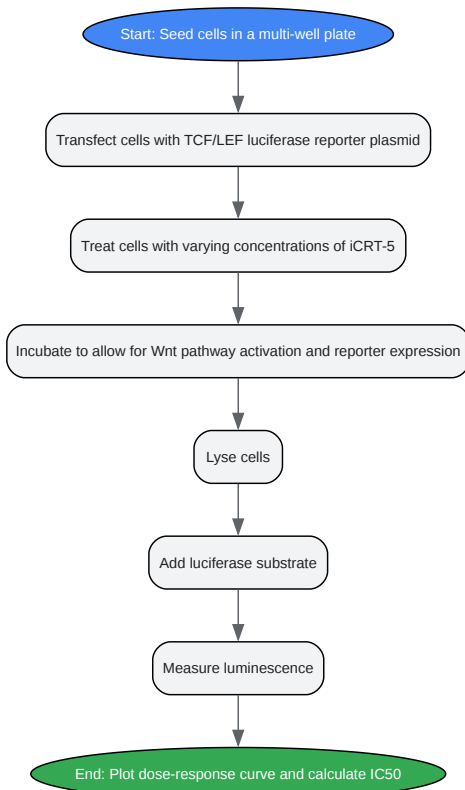 Start: Seed cells in a multi-well plate
Transfect cells with TCF/LEF luciferase reporter plasmid
Treat cells with varying concentrations of iCRT-5
Incubate to allow for Wnt pathway activation and reporter expression
Lyse cells
Add luciferase substrate
Measure luminescence
End: Plot dose-response curve and calculate IC50